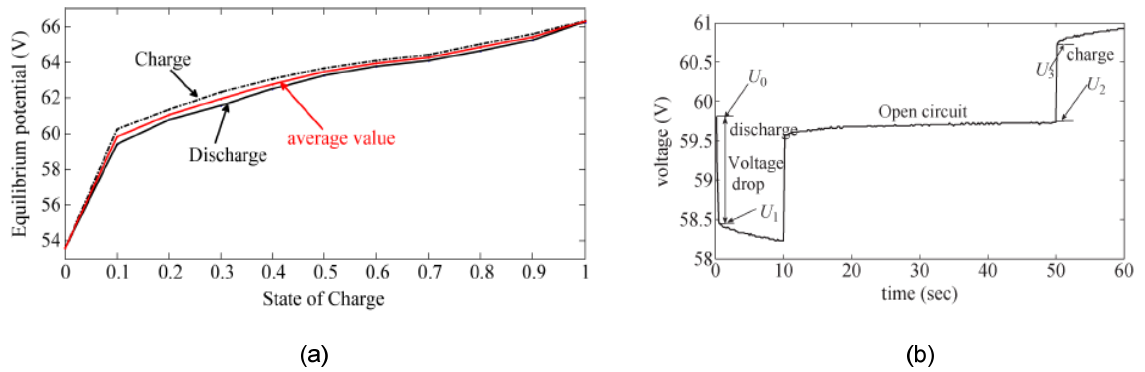 Equilibrium potential (V)
66
64
62
60
58
56
54
Charge
Discharge
average value
0 0.1 0.2 0.3 0.4 0.5 0.6 0.7 0.8 0.9 1
State of Charge
(a)
voltage (V)
61
60.5
60
59.5
59
58.5
58
U0
discharge
Voltage
drop
U1
Open circuit
charge
U3
U2
0 10 20 30 40 50 60
time (sec)
(b)